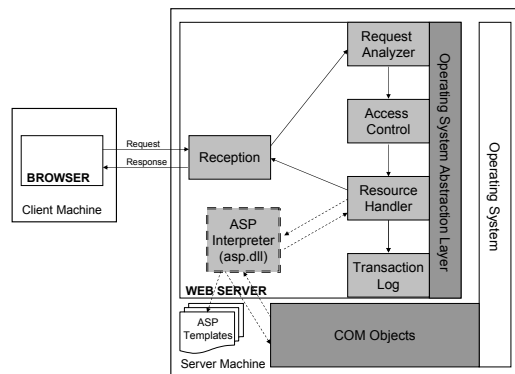 Request
Analyzer
Access
Control
Operating System Abstraction Layer
Operating System
Request
Response
Reception
BROWSER
Client Machine
Resource
Handler
ASP
Interpreter
(asp.dll)
Transaction
Log
WEB SERVER
ASP
Templates
COM Objects
Server Machine